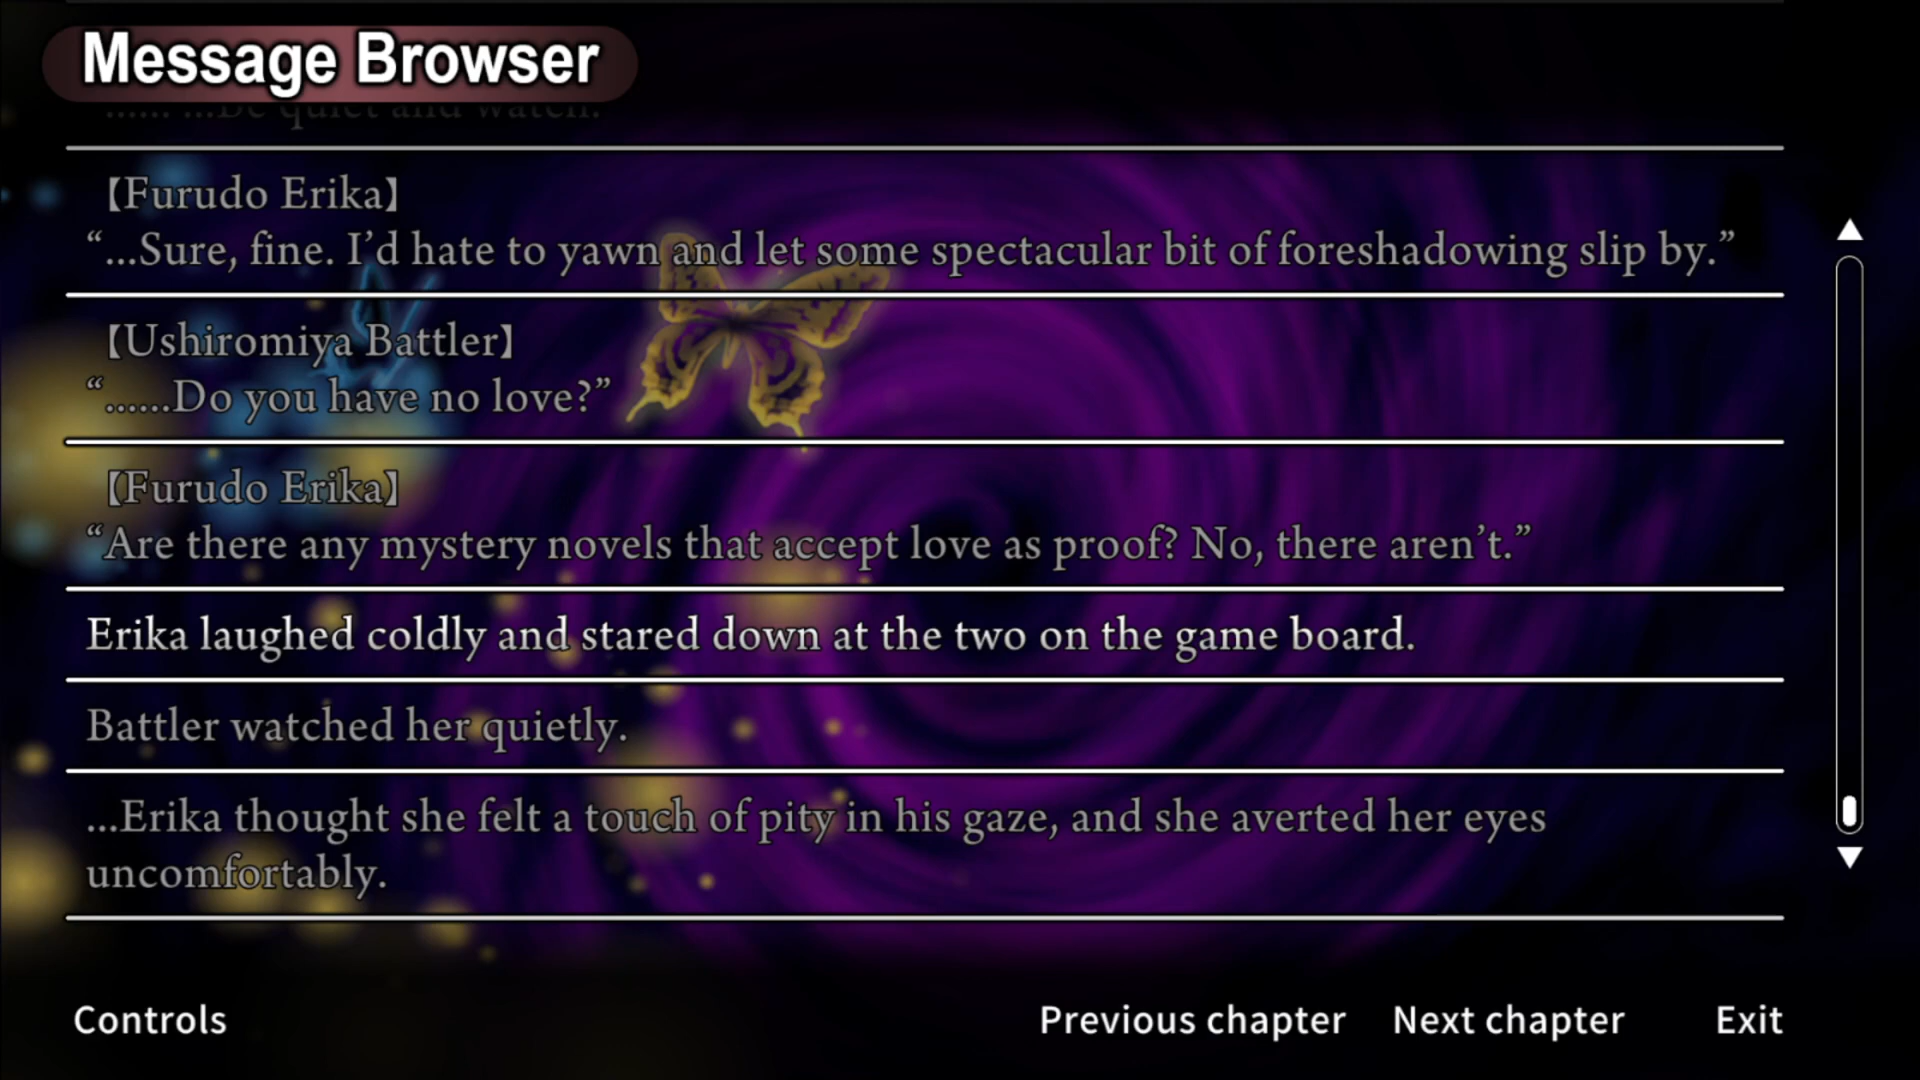 Message Browser
...... ...Be quiet and watch.
【Furudo Erika】
“...Sure, fine. I’d hate to yawn and let some spectacular bit of foreshadowing slip by.”
【Ushiromiya Battler】
“......Do you have no love?”
【Furudo Erika】
“Are there any mystery novels that accept love as proof? No, there aren’t.”
Erika laughed coldly and stared down at the two on the game board.
Battler watched her quietly.
...Erika thought she felt a touch of pity in his gaze, and she averted her eyes
uncomfortably.
Controls
Previous chapter
Next chapter
Exit